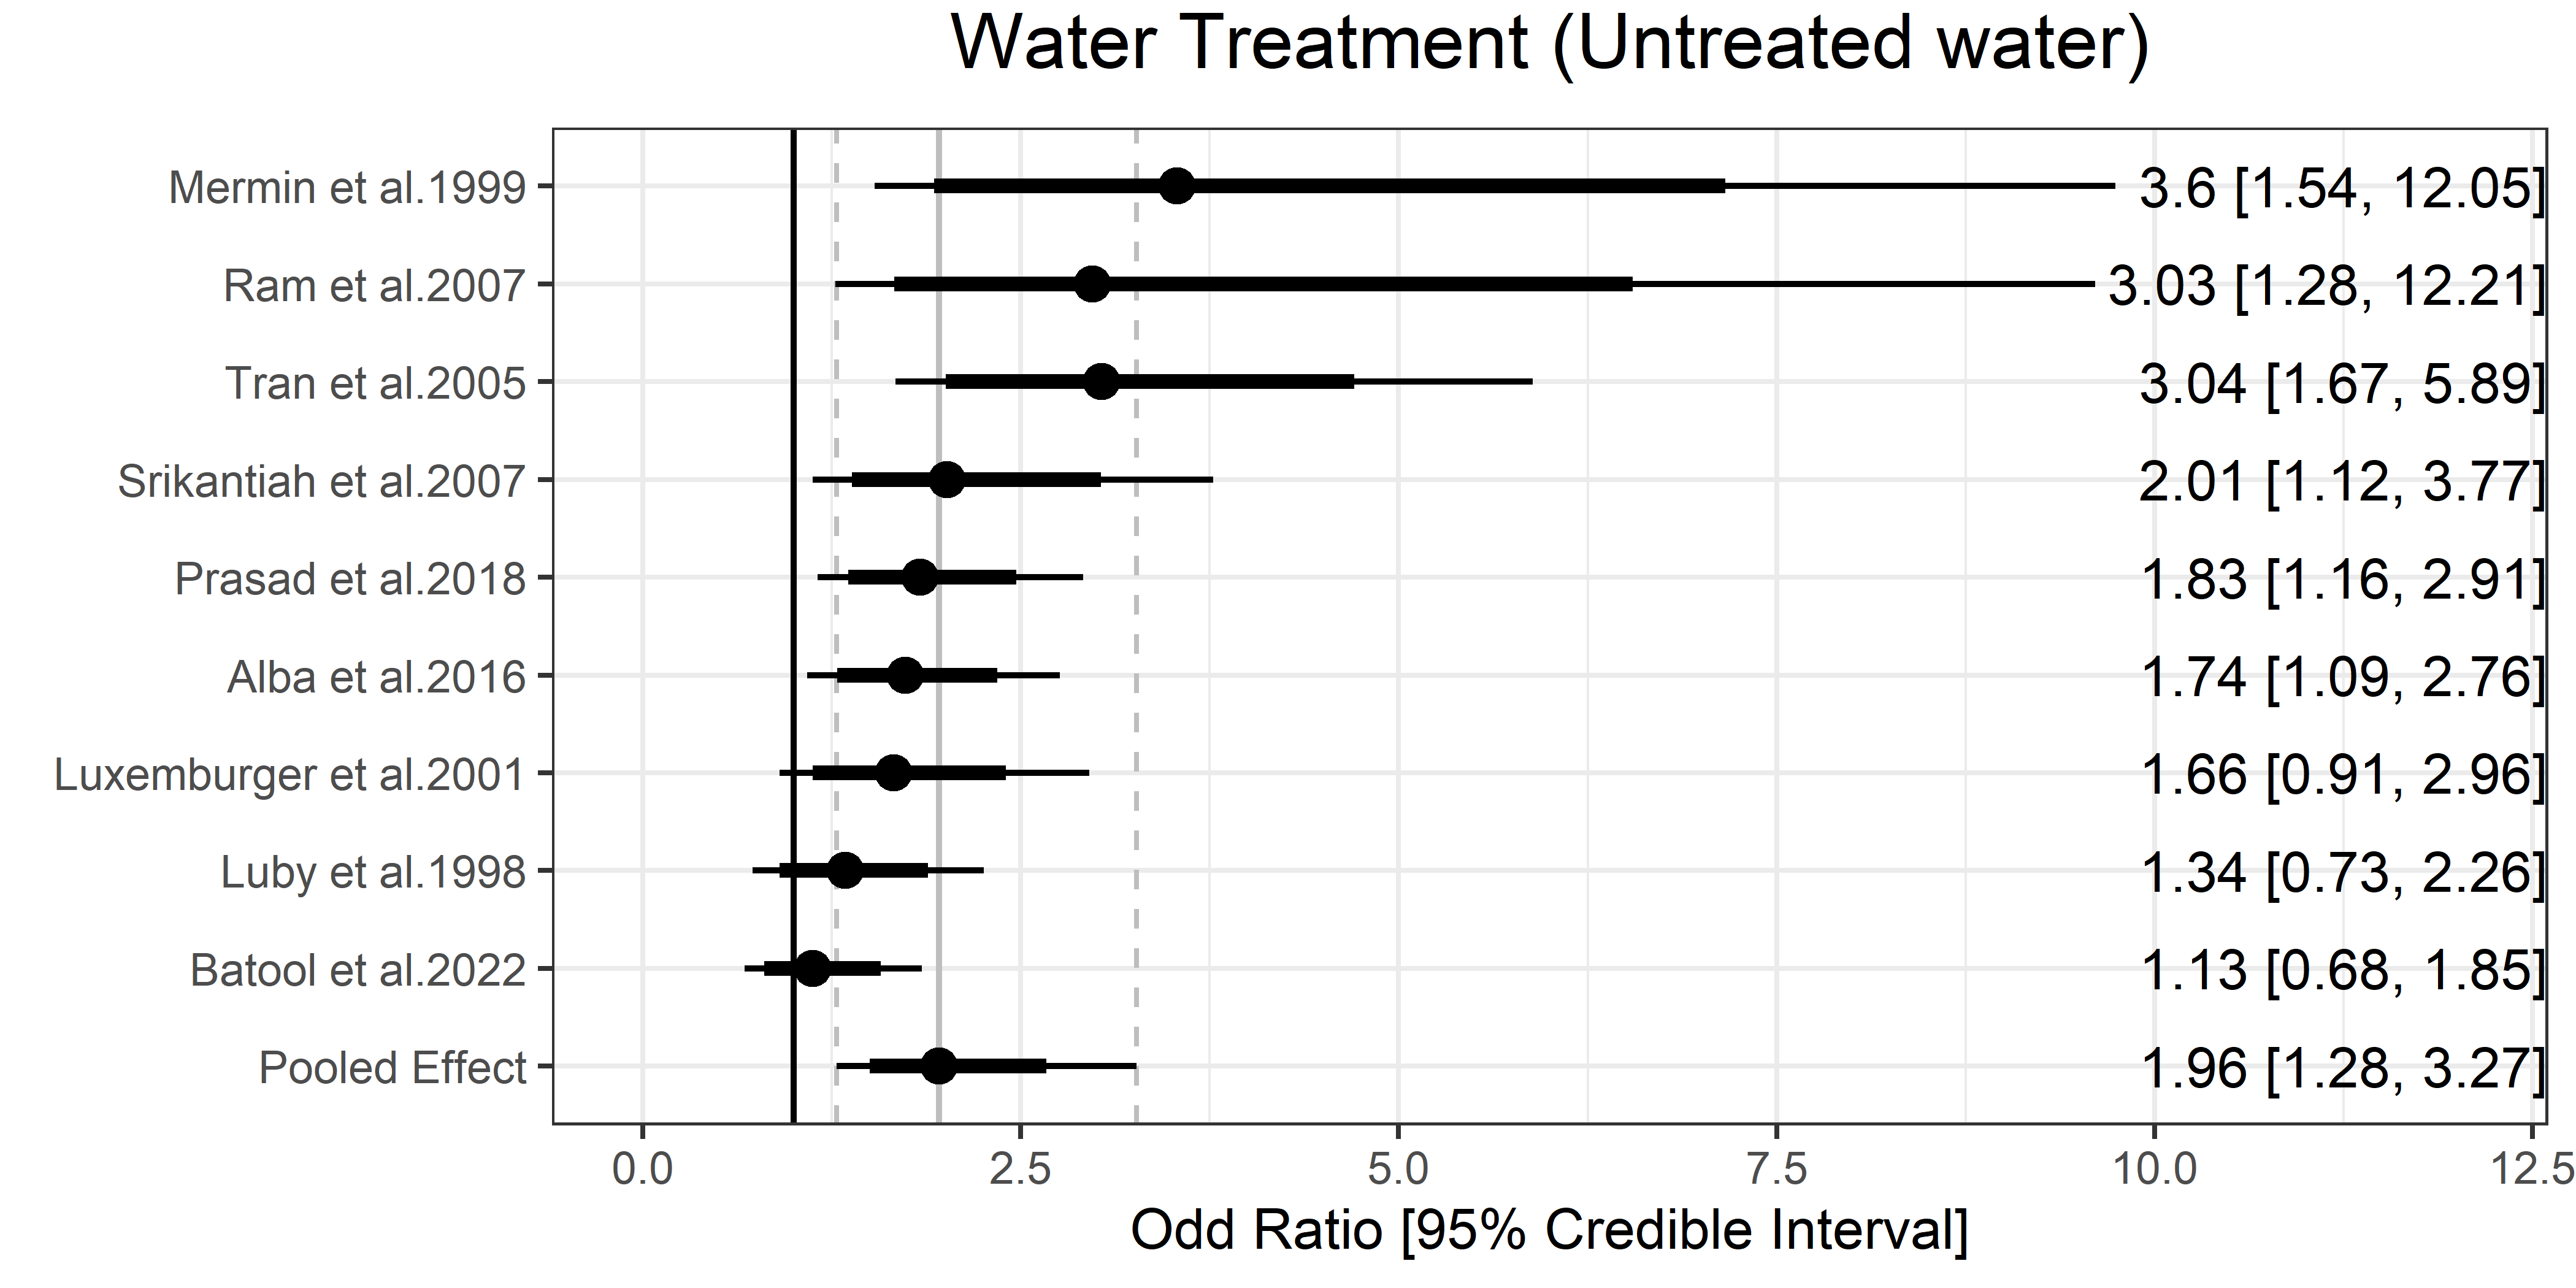 Water Treatment (Untreated water)
Mermin et al.1999 3.6 [1.54, 12.05]
Ram et al.2007 3.03 [1.28, 12.21]
Tran et al.2005 3.04 [1.67, 5.89]
Srikantiah et al.2007 2.01 [1.12, 3.77]
Prasad et al.2018 1.83 [1.16, 2.91]
Alba et al.2016 1.74 [1.09, 2.76]
Luxemburger et al.2001 1.66 [0.91, 2.96]
Luby et al.1998 1.34 [0.73, 2.26]
Batool et al.2022 1.13 [0.68, 1.85]
Pooled Effect 1.96 [1.28, 3.27]
0.0 2.5 5.0 7.5 10.0 12.5
Odd Ratio [95% Credible Interval]